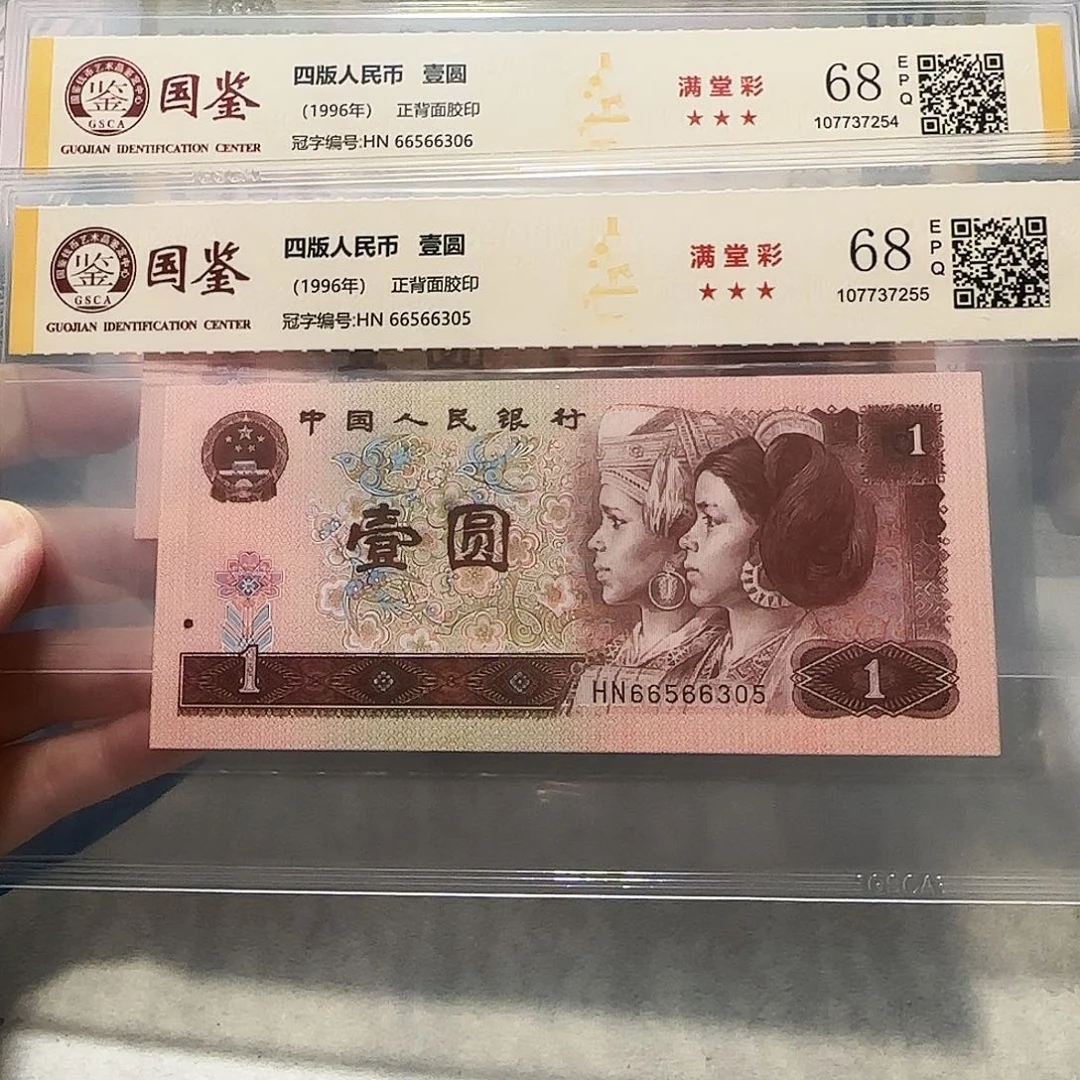 国鉴
GSCA
GUOJIAN IDENTIFICATION CENTER
四版人民币 壹圆
(1996年) 正背面胶印
冠字编号:HN 66566306
满堂彩
★★★
68 EPQ
107737254
国鉴
GSCA
GUOJIAN IDENTIFICATION CENTER
四版人民币 壹圆
(1996年) 正背面胶印
冠字编号:HN 66566305
满堂彩
★★★
68 EPQ
107737255
中国人民银行
1
壹圆
1
HN66566305
1
GSCA